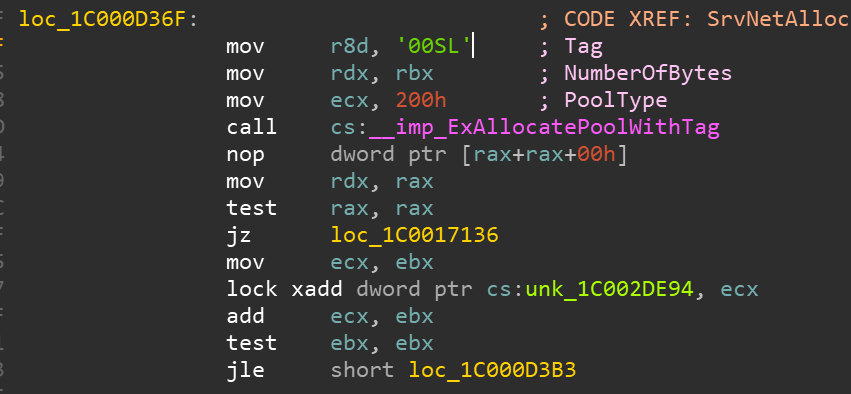 loc_1C000D36F: ; CODE XREF: SrvNetAlloc
mov r8d, '00SL' ; Tag
mov rdx, rbx ; NumberOfBytes
mov ecx, 200h ; PoolType
call cs:__imp_ExAllocatePoolWithTag
nop dword ptr [rax+rax+00h]
mov rdx, rax
test rax, rax
jz loc_1C0017136
mov ecx, ebx
lock xadd dword ptr cs:unk_1C002DE94, ecx
add ecx, ebx
test ebx, ebx
jle short loc_1C000D3B3